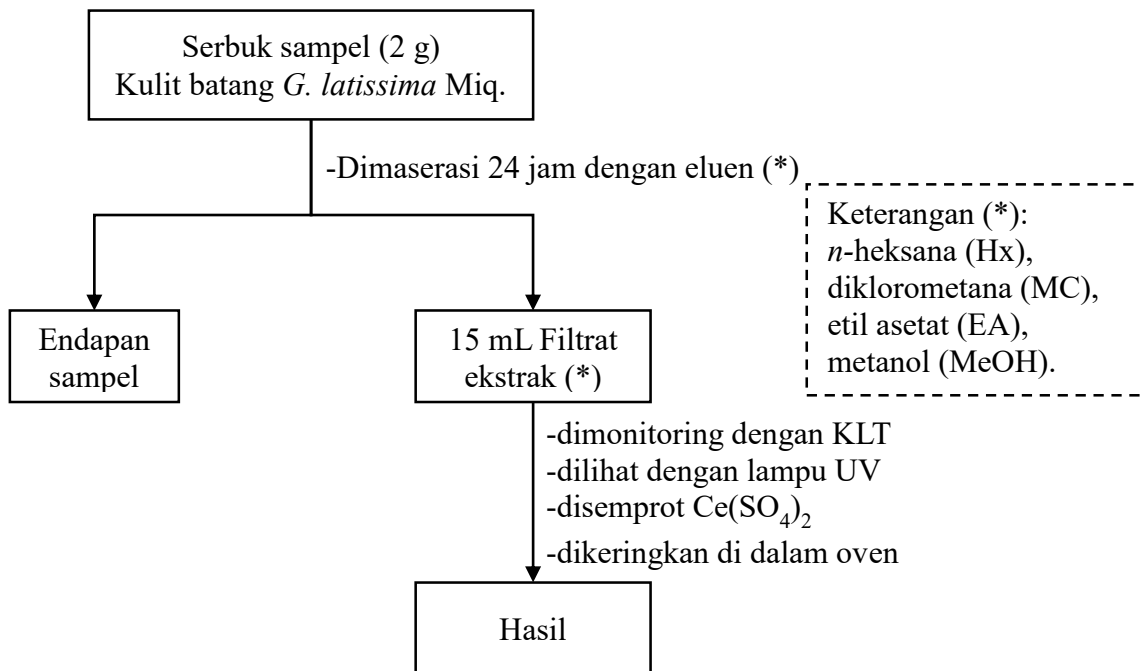 Serbuk sampel (2 g)
Kulit batang G. latissima Miq.
-Dimaserasi 24 jam dengan eluen (*)
Keterangan (*):
n-heksana (Hx),
diklorometana (MC),
etil asetat (EA),
metanol (MeOH).
Endapan
sampel
15 mL Filtrat
ekstrak (*)
-dimonitoring dengan KLT
-dilihat dengan lampu UV
-disemprot Ce(SO₄)₂
-dikeringkan di dalam oven
Hasil